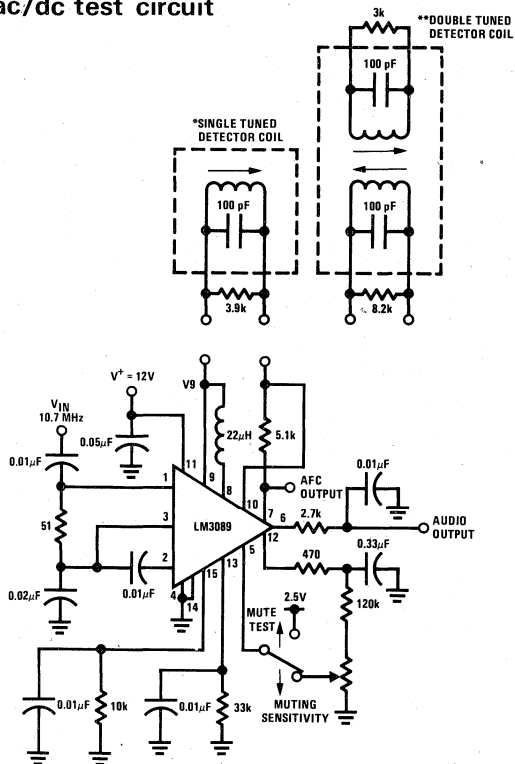 ac/dc test circuit
3k
**DOUBLE TUNED
DETECTOR COIL
100 pF
*SINGLE TUNED
DETECTOR COIL
100 pF
100 pF
3.9k
8.2k
V+ = 12V
V9
VIN
10.7 MHz
0.05μF
22μH
5.1k
0.01μF
11
9
8
10
AFC
OUTPUT
0.01μF
1
7
6
2.7k
AUDIO
OUTPUT
51
3
LM3089
12
5
470
0.33μF
2
15
13
0.02μF
0.01μF
4
14
2.5V
120k
MUTE
TEST
0.01μF
10k
0.01μF
33k
MUTING
SENSITIVITY